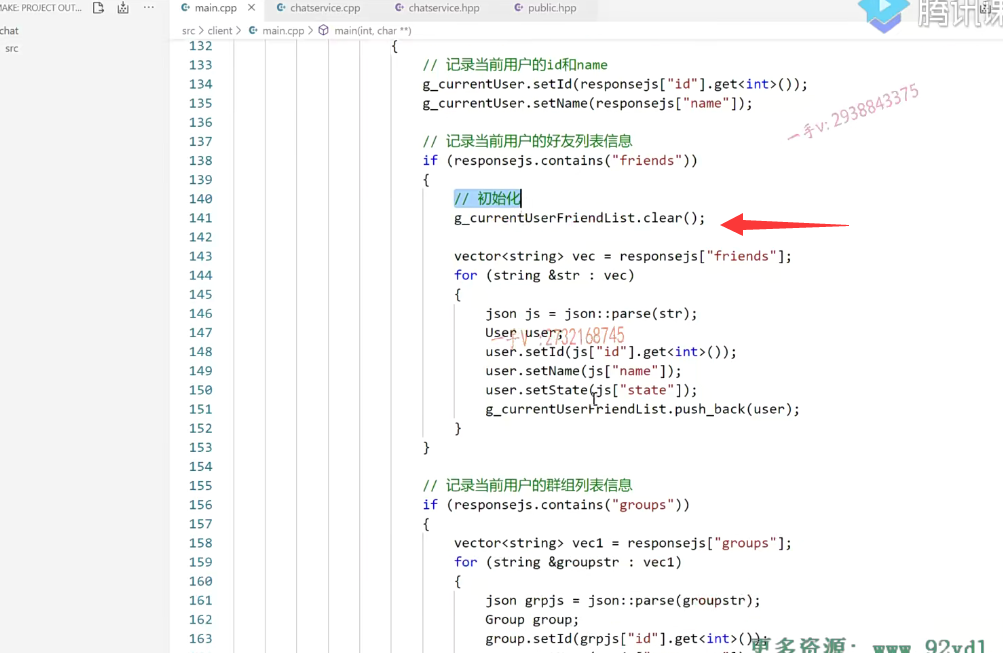 MAKE: PROJECT OUT... ...
main.cpp × chatservice.cpp chatservice.hpp public.hpp
腾讯课
chat
src
src > client > main.cpp > main(int, char **)
132 {
133 // 记录当前用户的id和name
134 g_currentUser.setId(responsejs["id"].get<int>());
135 g_currentUser.setName(responsejs["name"]);
一手v: 2938843375
136
137 // 记录当前用户的好友列表信息
138 if (responsejs.contains("friends"))
139 {
140 // 初始化
141 g_currentUserFriendList.clear();
142
143 vector<string> vec = responsejs["friends"];
144 for (string &str : vec)
145 {
146 json js = json::parse(str);
147 User user;
一手V :2732168745
148 user.setId(js["id"].get<int>());
149 user.setName(js["name"]);
150 user.setState(js["state"]);
151 g_currentUserFriendList.push_back(user);
152 }
153 }
154
155 // 记录当前用户的群组列表信息
156 if (responsejs.contains("groups"))
157 {
158 vector<string> vec1 = responsejs["groups"];
159 for (string &groupstr : vec1)
160 {
161 json grpjs = json::parse(groupstr);
162 Group group;
163 group.setId(grpjs["id"].get<int>());
更多资源: www.92yd1